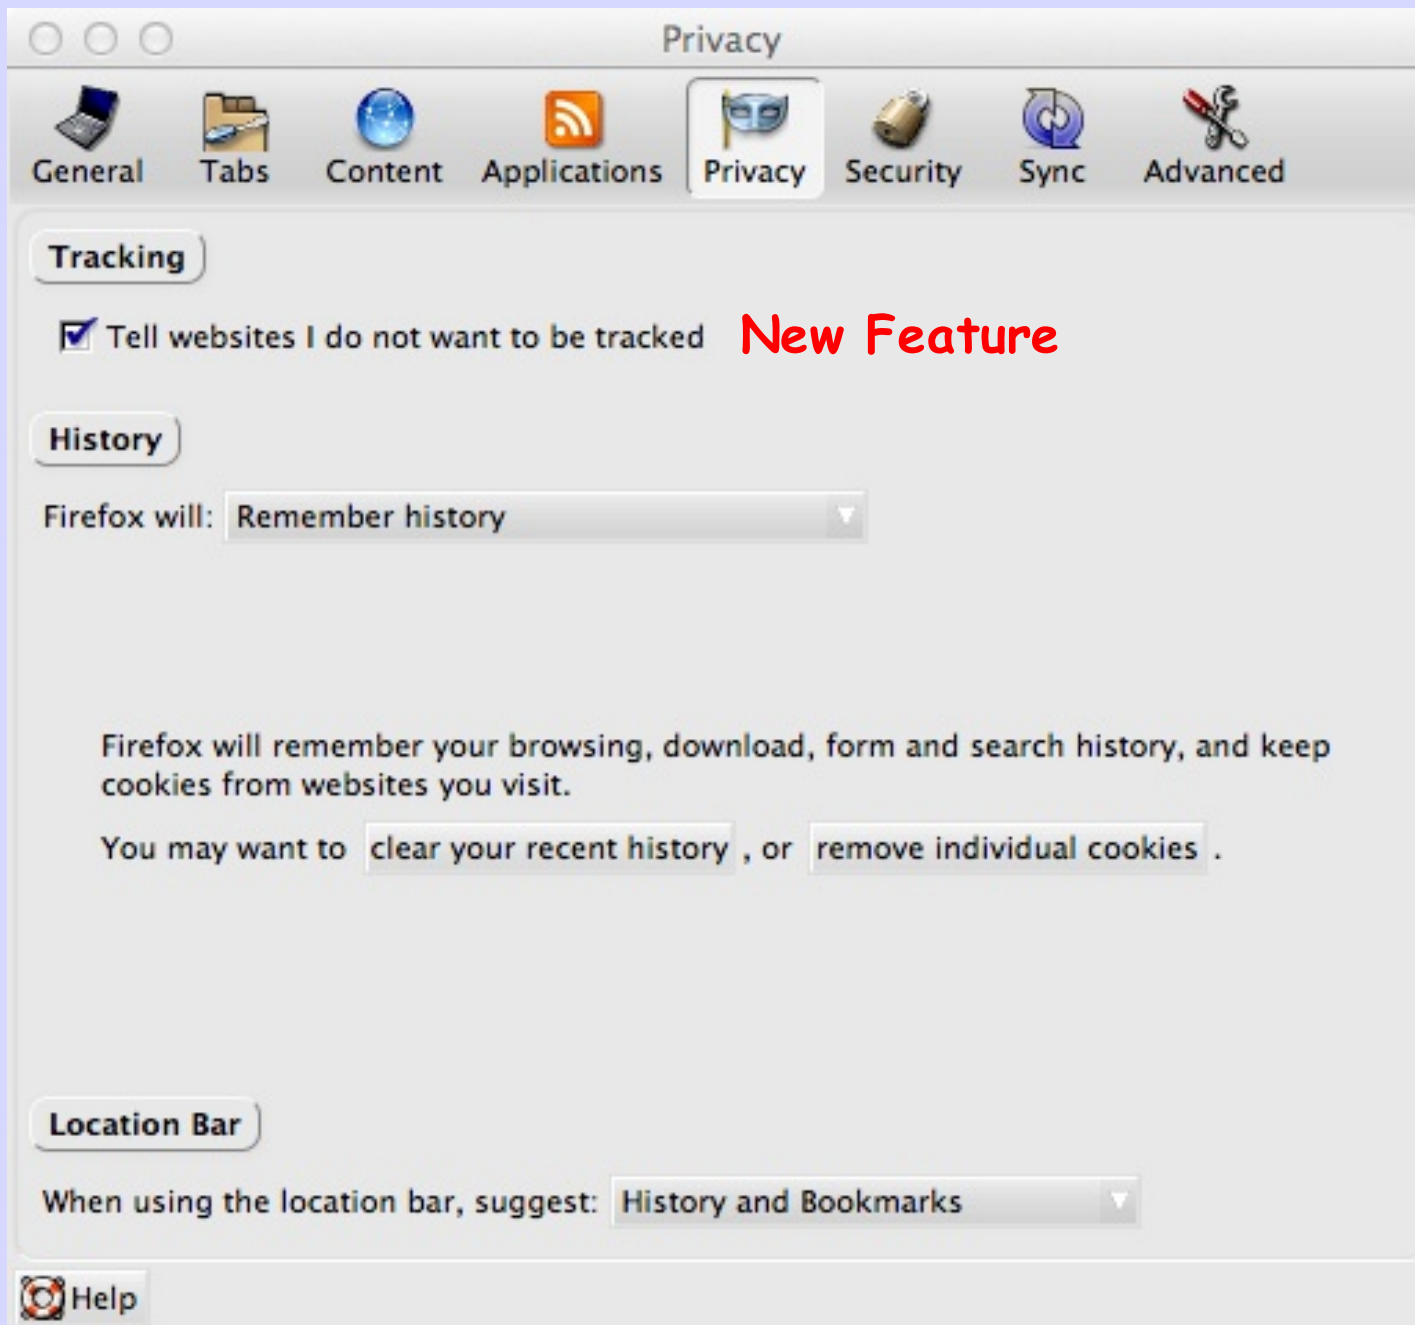 Privacy
General Tabs Content Applications Privacy Security Sync Advanced
Tracking
Tell websites I do not want to be tracked New Feature
History
Firefox will: Remember history
Firefox will remember your browsing, download, form and search history, and keep
cookies from websites you visit.
You may want to clear your recent history , or remove individual cookies .
Location Bar
When using the location bar, suggest: History and Bookmarks
Help